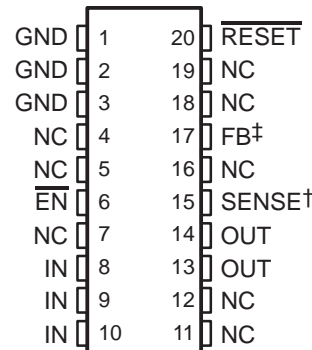 GND 1 20 R̅E̅S̅E̅T̅
GND 2 19 NC
GND 3 18 NC
NC 4 17 FB‡
NC 5 16 NC
E̅N̅ 6 15 SENSE†
NC 7 14 OUT
IN 8 13 OUT
IN 9 12 NC
IN 10 11 NC